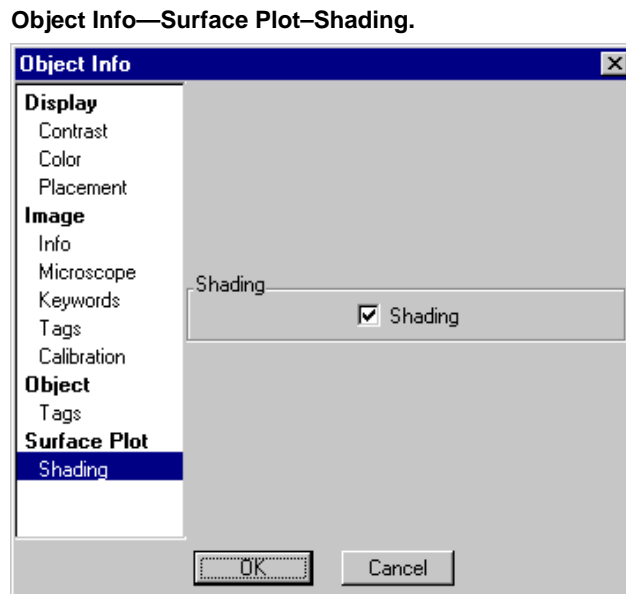 Object Info—Surface Plot–Shading.
Object Info
Display
Contrast
Color
Placement
Image
Info
Microscope
Keywords
Tags
Calibration
Object
Tags
Surface Plot
Shading
Shading
Shading
OK
Cancel